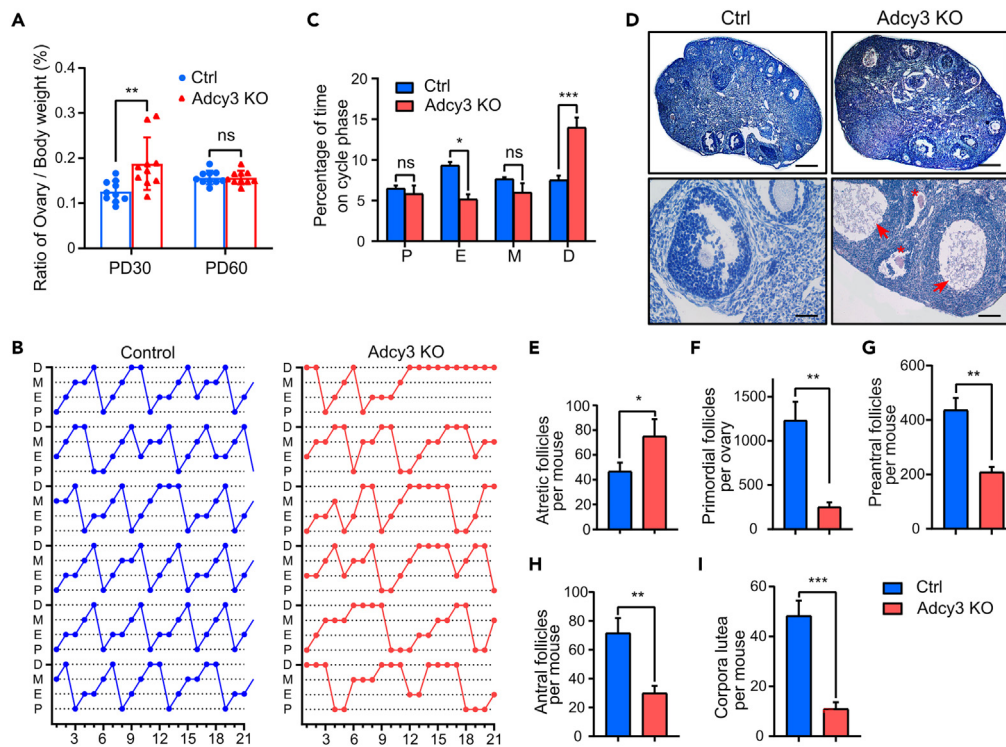 A
Ratio of Ovary / Body weight (%)
0.4
0.3
0.2
0.1
0
Ctrl
Adcy3 KO
**
ns
PD30
PD60
C
Percentage of time
on cycle phase
20
15
10
5
0
Ctrl
Adcy3 KO
ns
*
ns
***
P
E
M
D
D
Ctrl
Adcy3 KO
*
*
B
Control
Adcy3 KO
D
M
E
P
D
M
E
P
D
M
E
P
D
M
E
P
D
M
E
P
D
M
E
P
3 6 9 12 15 18 21
D
M
E
P
D
M
E
P
D
M
E
P
D
M
E
P
D
M
E
P
D
M
E
P
3 6 9 12 15 18 21
E
Atretic follicles
per mouse
100
80
60
40
20
0
*
F
Primordial follicles
per ovary
1500
1000
500
0
**
G
Preantral follicles
per mouse
600
400
200
0
**
H
Antral follicles
per mouse
100
80
60
40
20
0
**
I
Corpora lutea
per mouse
60
40
20
0
***
Ctrl
Adcy3 KO